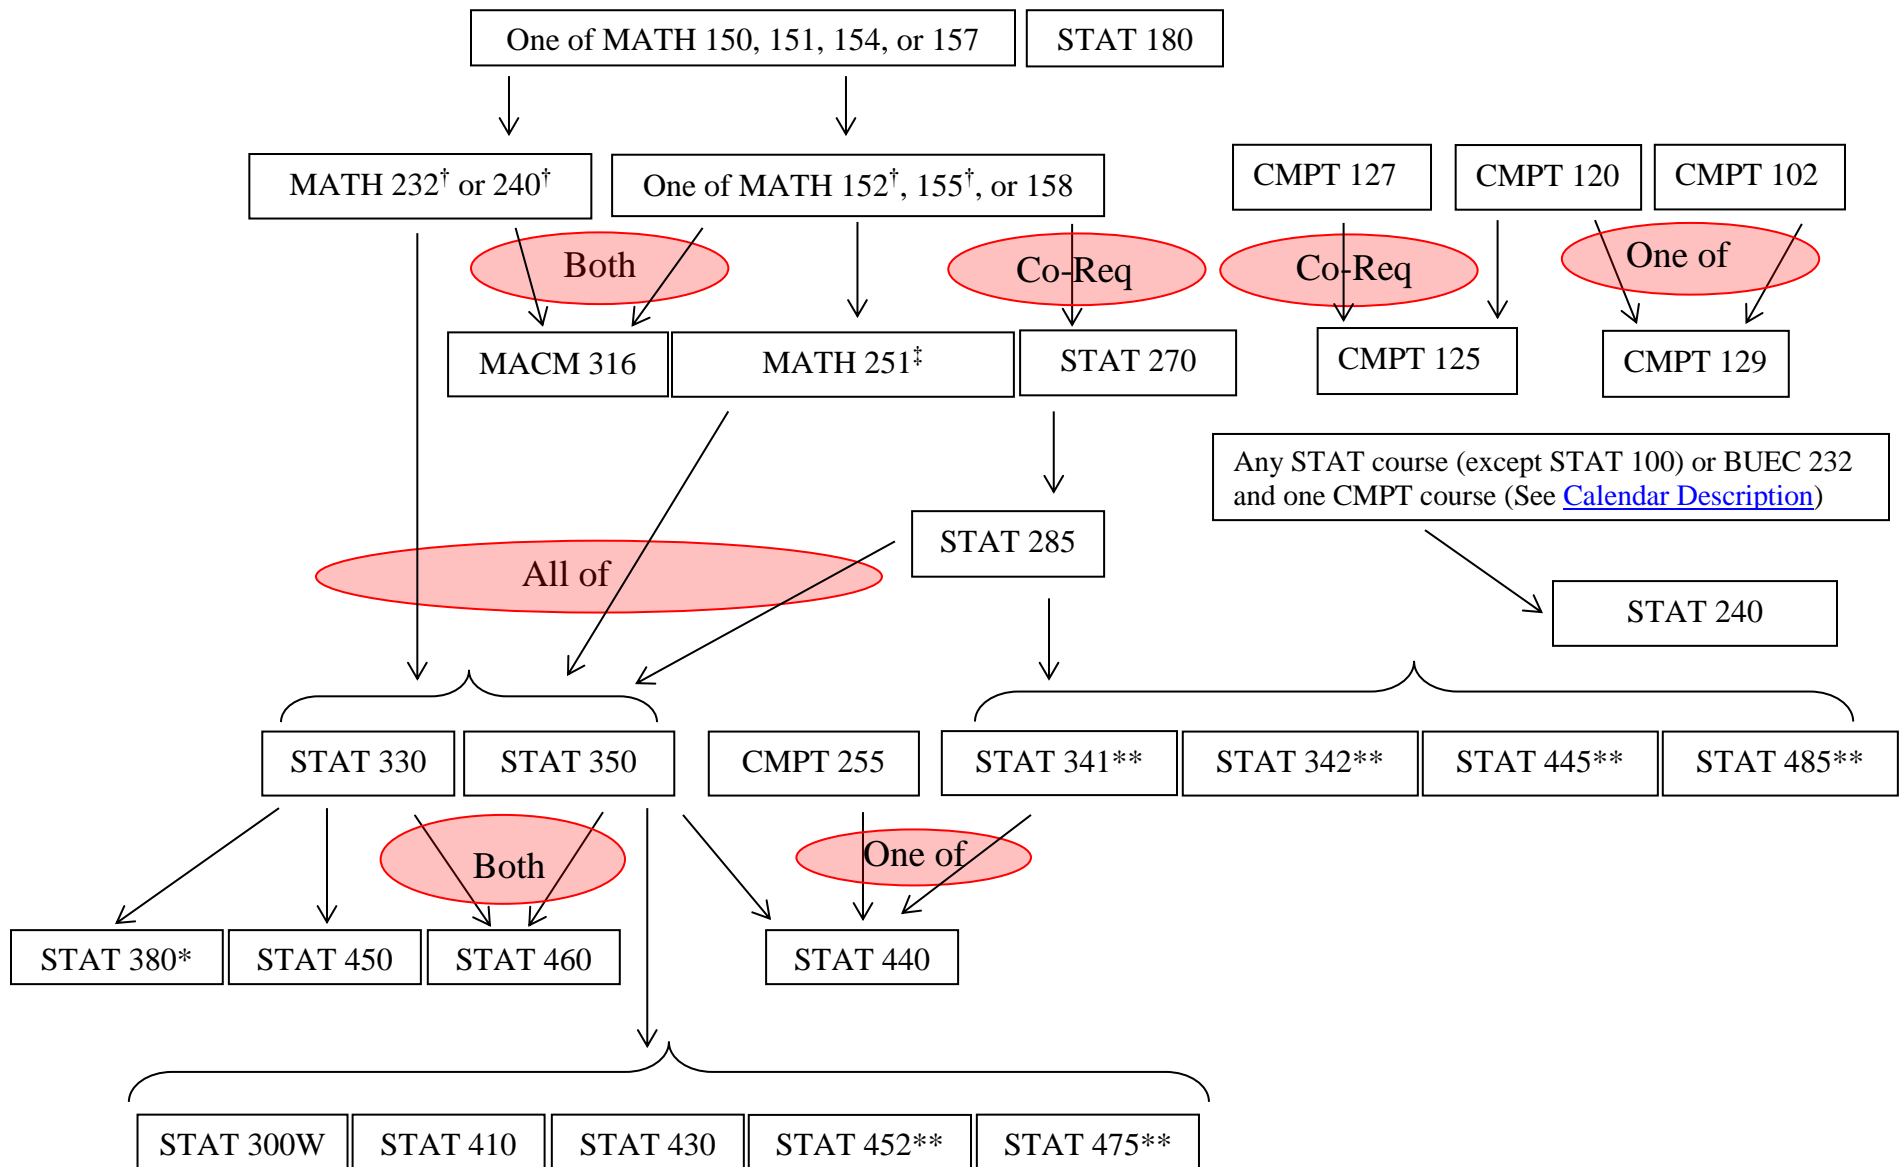 One of MATH 150, 151, 154, or 157
STAT 180
MATH 232† or 240†
One of MATH 152†, 155†, or 158
CMPT 127
CMPT 120
CMPT 102
Both
Co-Req
Co-Req
One of
MACM 316
MATH 251‡
STAT 270
CMPT 125
CMPT 129
Any STAT course (except STAT 100) or BUEC 232
and one CMPT course (See Calendar Description)
STAT 285
All of
STAT 240
STAT 330
STAT 350
CMPT 255
STAT 341**
STAT 342**
STAT 445**
STAT 485**
Both
One of
STAT 380*
STAT 450
STAT 460
STAT 440
STAT 300W
STAT 410
STAT 430
STAT 452**
STAT 475**